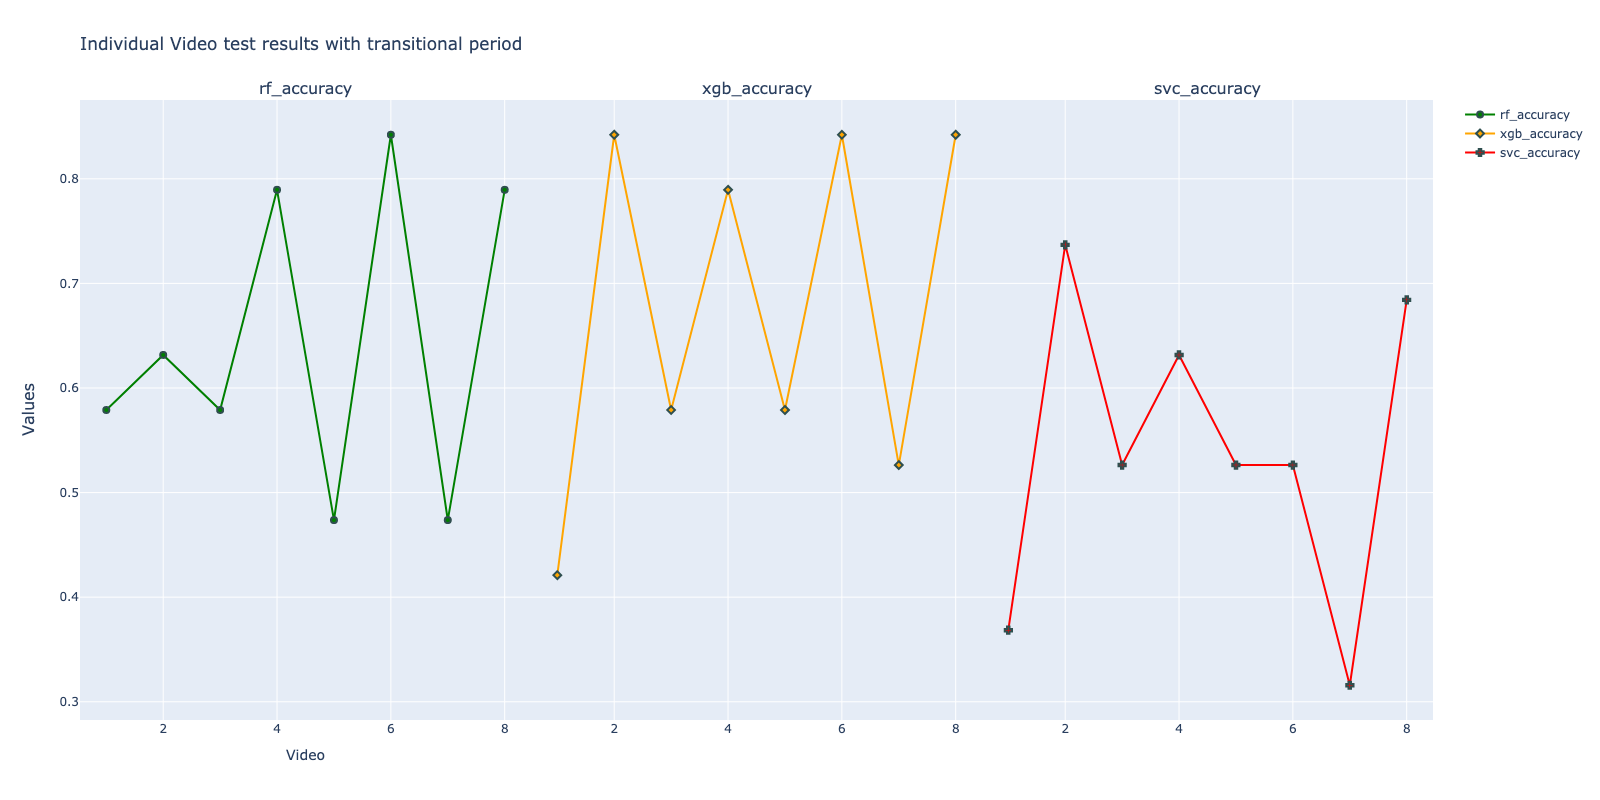 Individual Video test results with transitional period
rf_accuracy xgb_accuracy svc_accuracy
rf_accuracy
xgb_accuracy
svc_accuracy
Values
0.8
0.7
0.6
0.5
0.4
0.3
2 4 6 8 2 4 6 8 2 4 6 8
Video